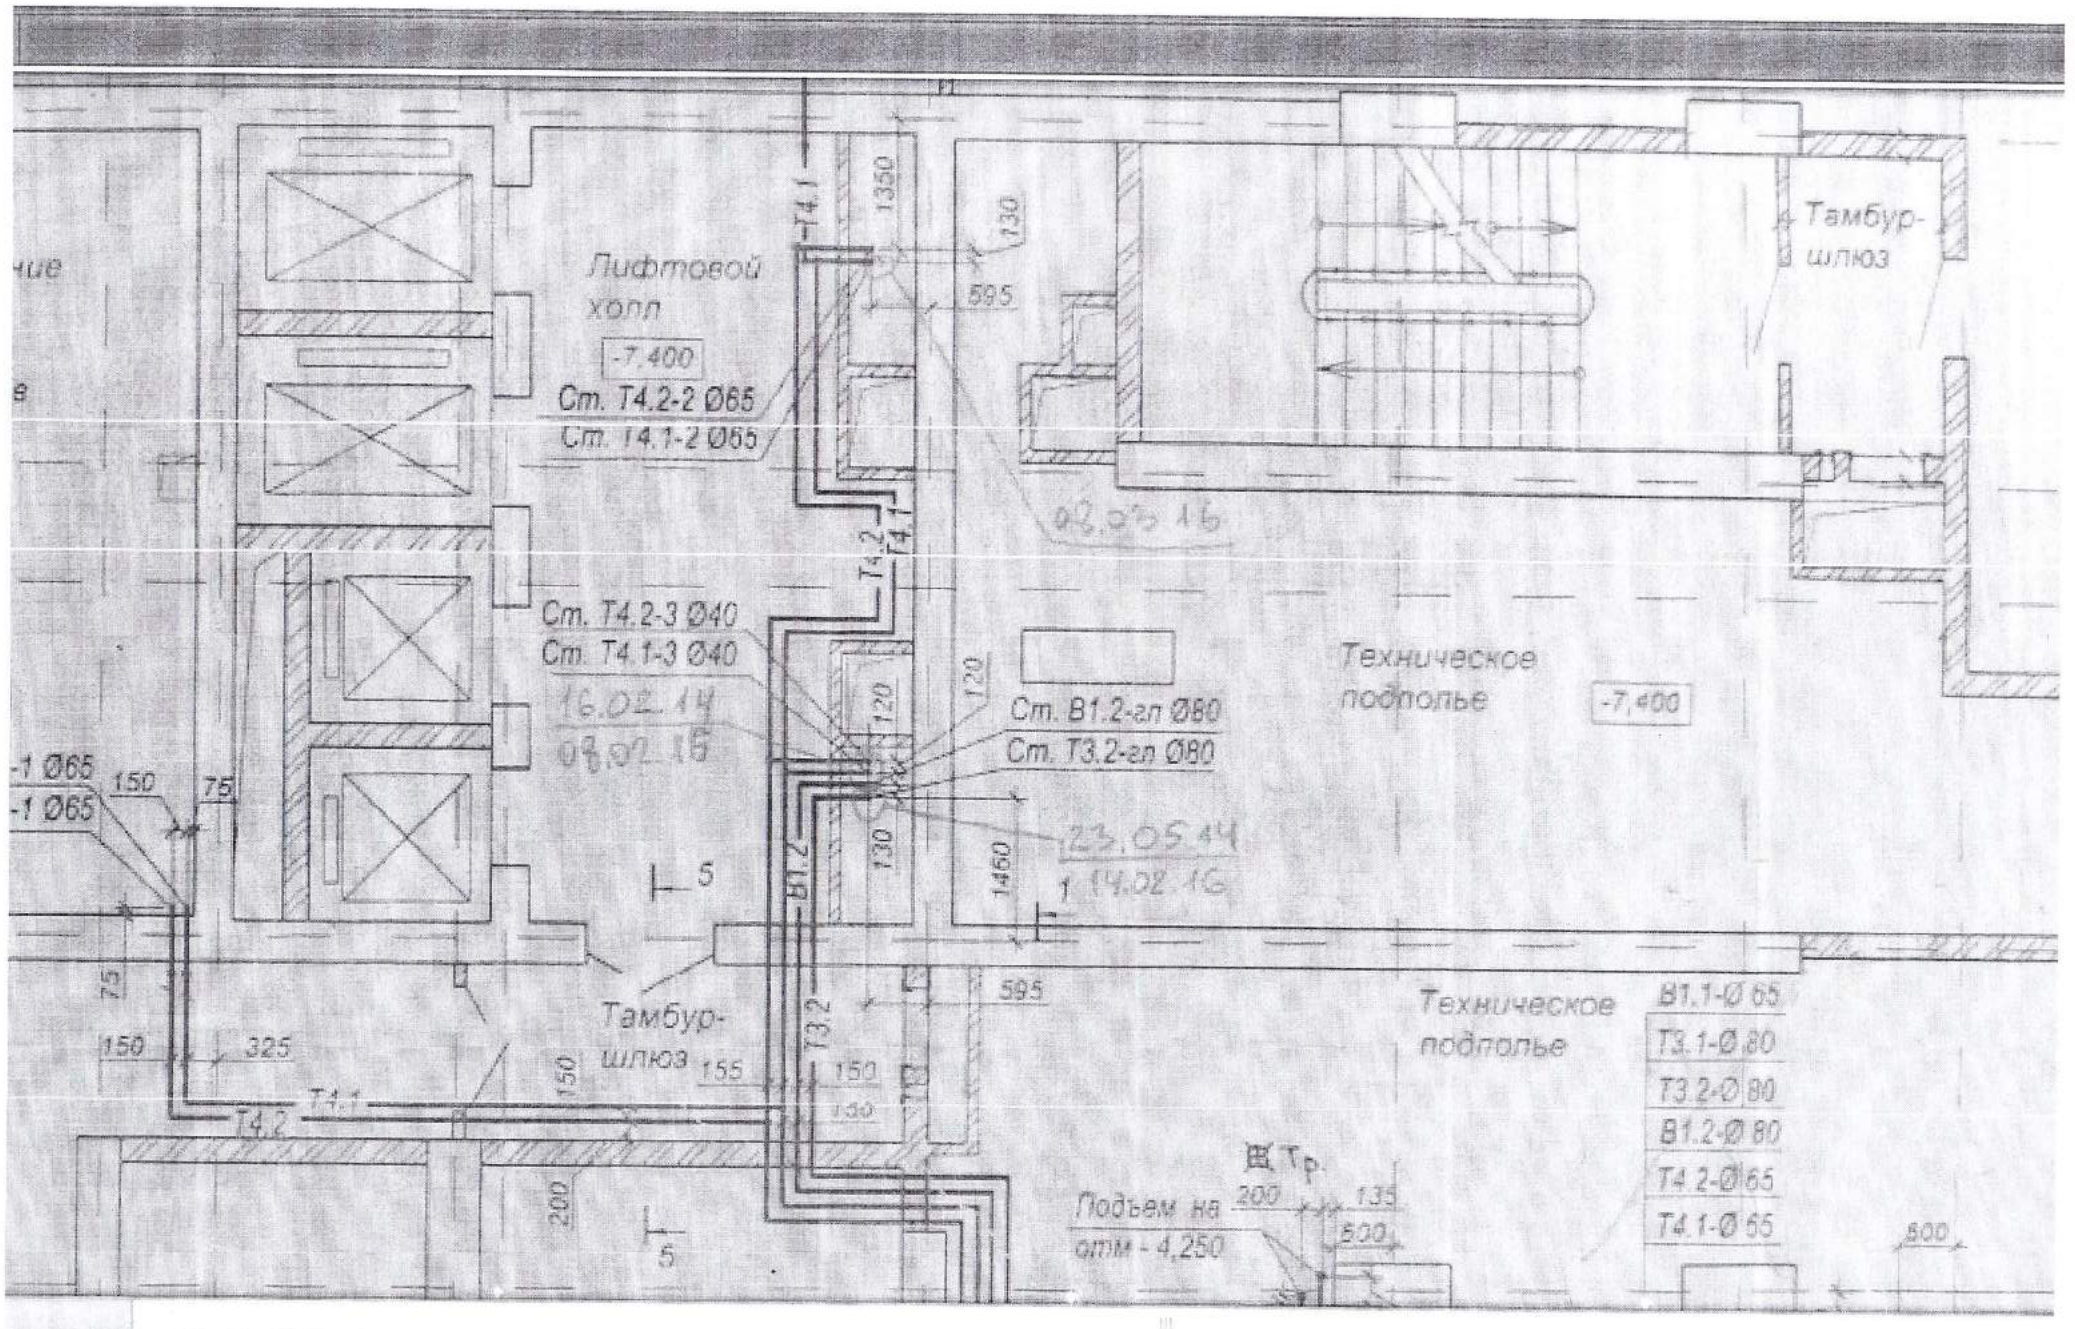 1350
130
Т4.1
Тамбур-
шлюз
ние
Лифтовой
холл
-7,400
595
Ст. Т4.2-2 Ø65
Ст. Т4.1-2 Ø65
в
08.03 16
Т4.2
Т4.1
Ст. Т4.2-3 Ø40
Ст. Т4.1-3 Ø40
16.02.14
08.02.16
120
120
Ст. В1.2-гл Ø80
Ст. Т3.2-гл Ø80
Техническое
подполье
-7,400
-1 Ø65
-1 Ø65
150
75
130
В1.2
23.05.14
14.02.16
1460
1
5
75
595
Тамбур-
шлюз
Т3.2
150
325
150
155
150
150
Т4.1
Т4.2
200
5
Техническое
подполье
В1.1-Ø 65
Т3.1-Ø 80
Т3.2-Ø 80
В1.2-Ø 80
Т4.2-Ø 65
Т4.1-Ø 65
Тр.
Подъем на
отм - 4,250
200
135
600
600